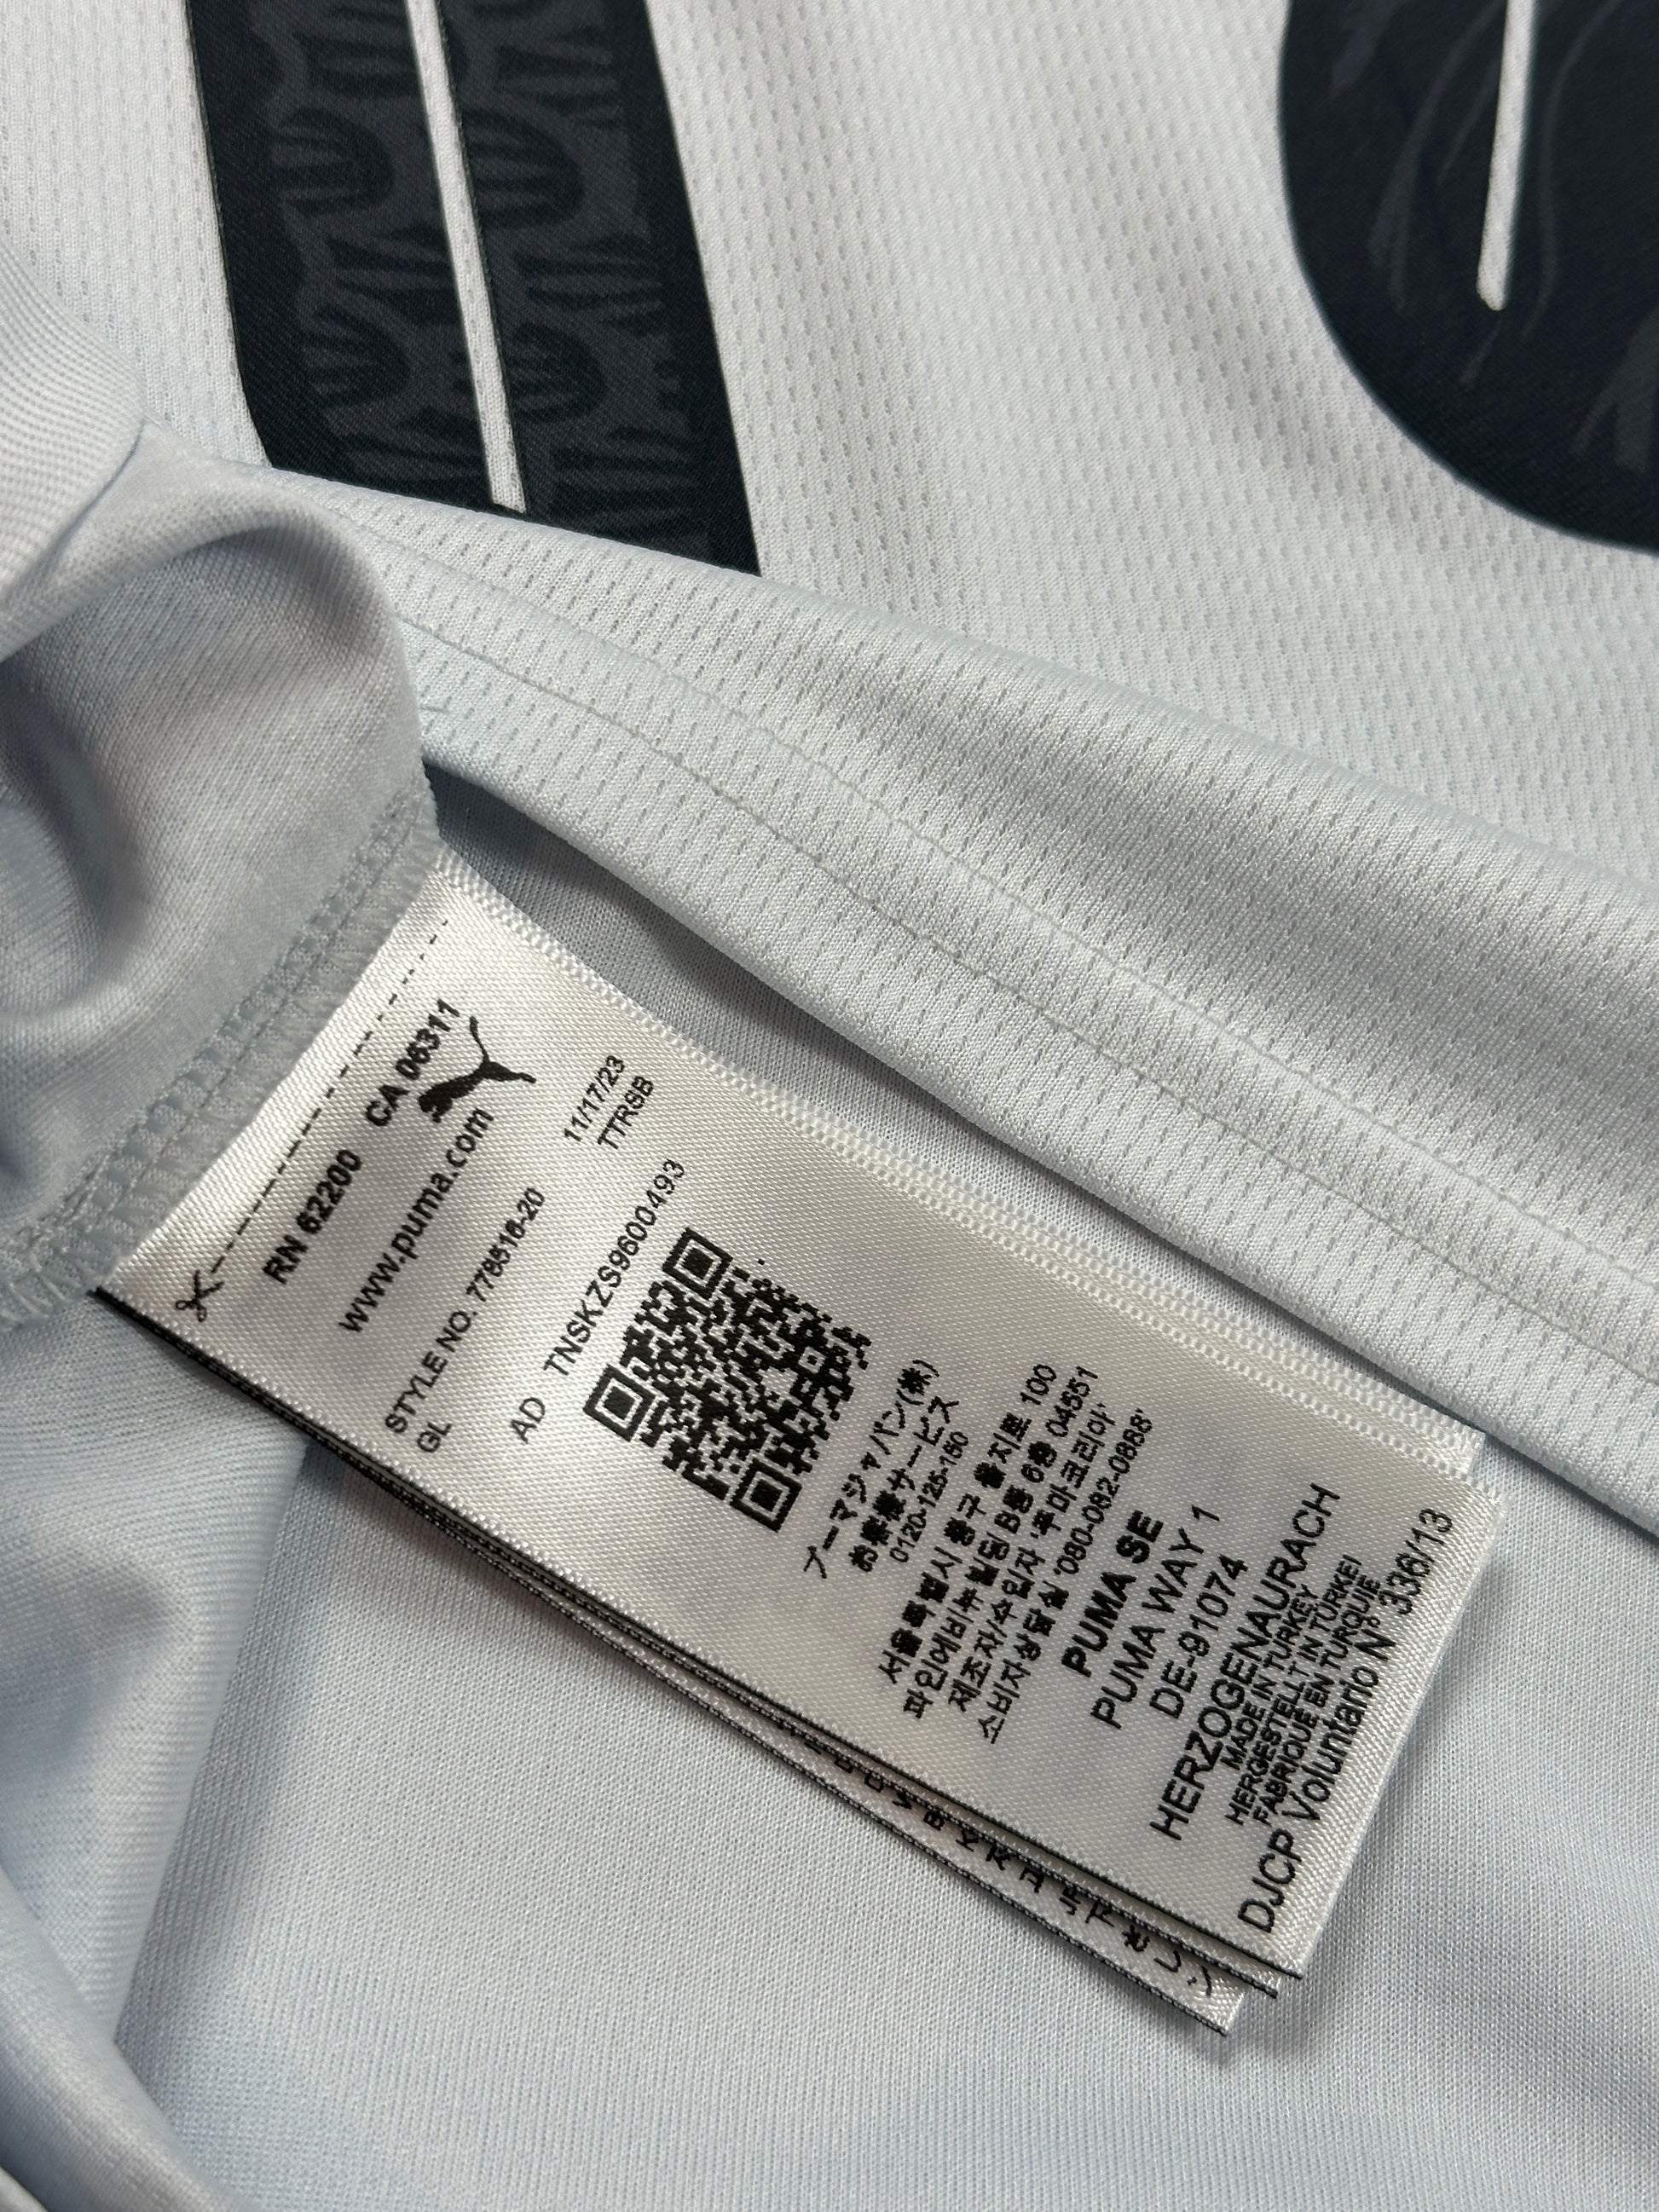 RN 62200 CA 06311
www.puma.com
STYLE NO. 778518-20
11/17/23
GL
TTRSB
AD TNSKZS9600493
プーマジャパン(株)
お客様サービス
0120-125-150
서울특별시 중구 을지로 100
파인에비뉴빌딩 B동 6층 04551
제조자/수입자 '푸마코리아'
소비자상담실 '080-082-0888'
PUMA SE
PUMA WAY 1
DE-91074
HERZOGENAURACH
MADE IN TURKEY
HERGESTELLT IN TÜRKEI
FABRIQUÉ EN TURQUIE
DJCP Voluntario N° 336/13